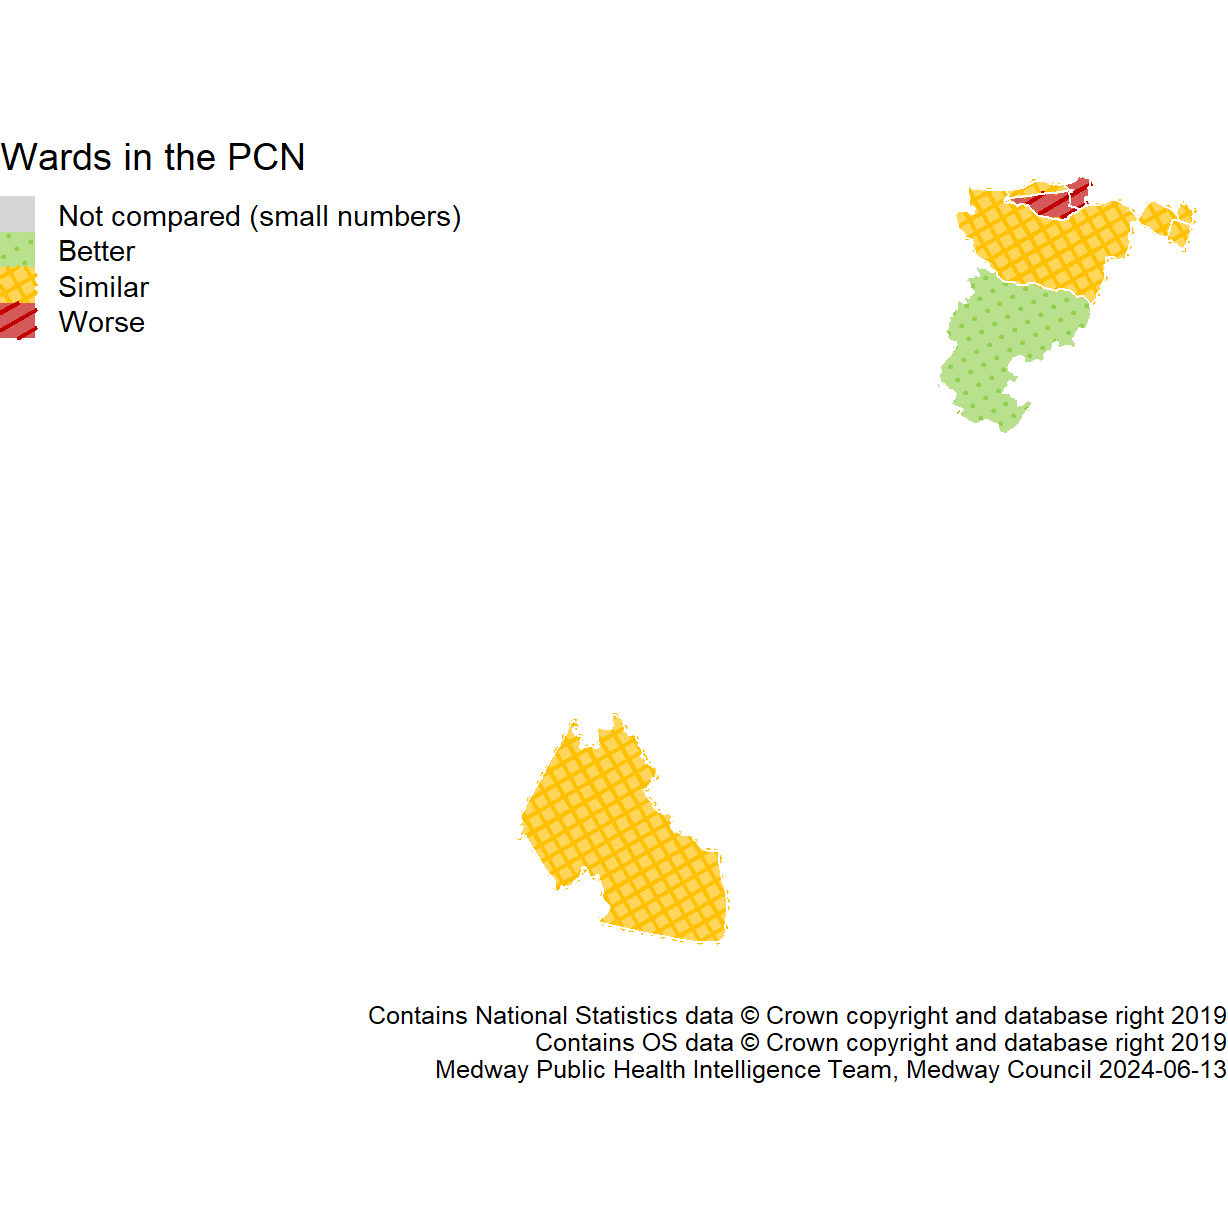 Wards in the PCN
Not compared (small numbers)
Better
Similar
Worse
Contains National Statistics data © Crown copyright and database right 2019
Contains OS data © Crown copyright and database right 2019
Medway Public Health Intelligence Team, Medway Council 2024-06-13